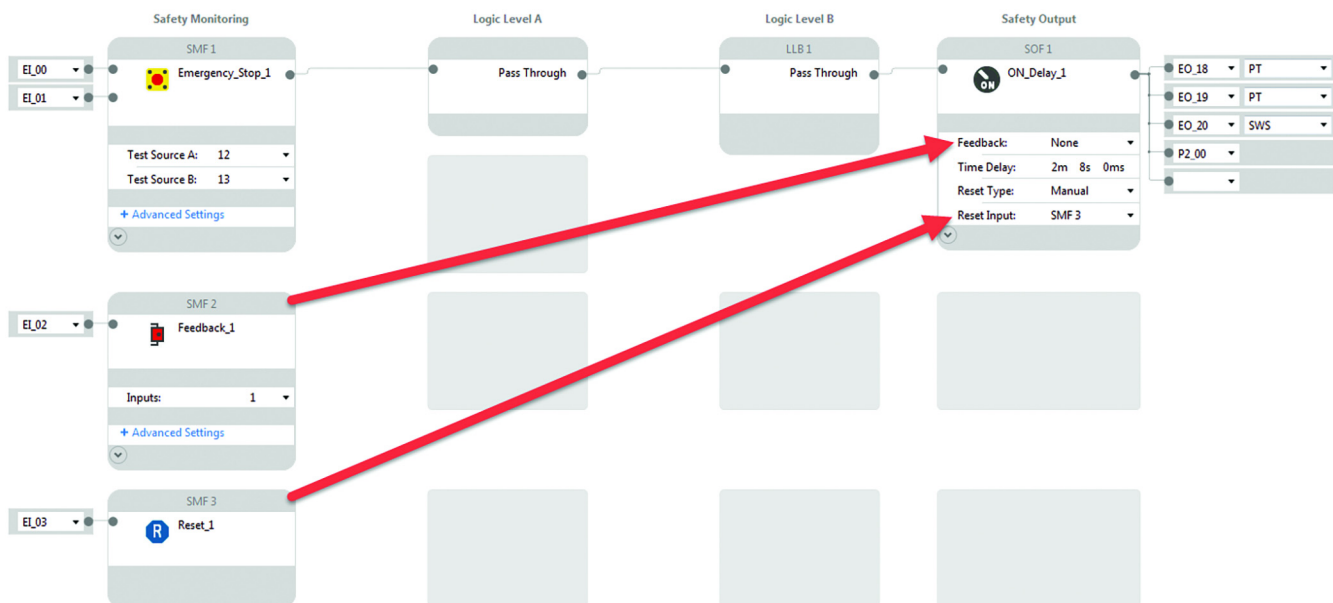 Safety Monitoring
Logic Level A
Logic Level B
Safety Output
SMF 1
EI_00
EI_01
Emergency_Stop_1
Test Source A: 12
Test Source B: 13
+ Advanced Settings
Pass Through
LLB 1
Pass Through
SOF 1
ON
ON_Delay_1
Feedback: None
Time Delay: 2m 8s 0ms
Reset Type: Manual
Reset Input: SMF 3
EO_18 PT
EO_19 PT
EO_20 SWS
P2_00
SMF 2
EI_02
Feedback_1
Inputs: 1
+ Advanced Settings
SMF 3
EI_03
R
Reset_1